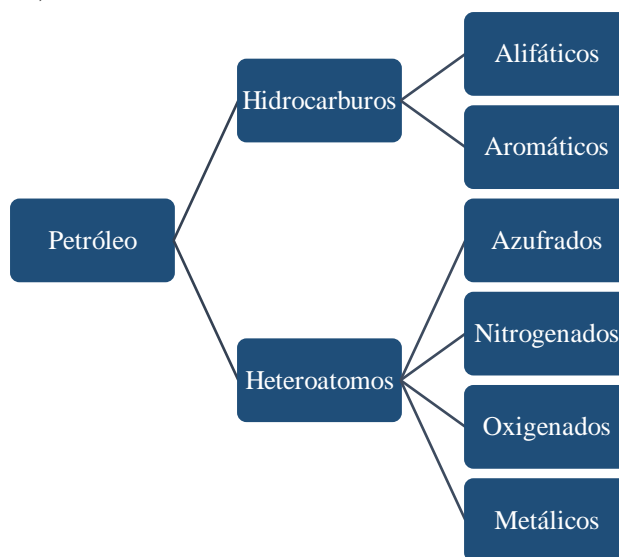 Petróleo
Hidrocarburos
Alifáticos
Aromáticos
Heteroatomos
Azufrados
Nitrogenados
Oxigenados
Metálicos